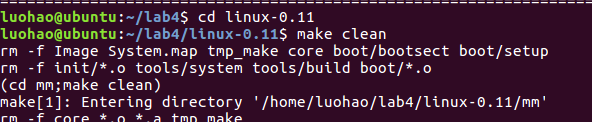 luohao@ubuntu:~/lab4$ cd linux-0.11
luohao@ubuntu:~/lab4/linux-0.11$ make clean
rm -f Image System.map tmp_make core boot/bootsect boot/setup
rm -f init/*.o tools/system tools/build boot/*.o
(cd mm;make clean)
make[1]: Entering directory '/home/luohao/lab4/linux-0.11/mm'
rm -f core *.o *.a tmp_make